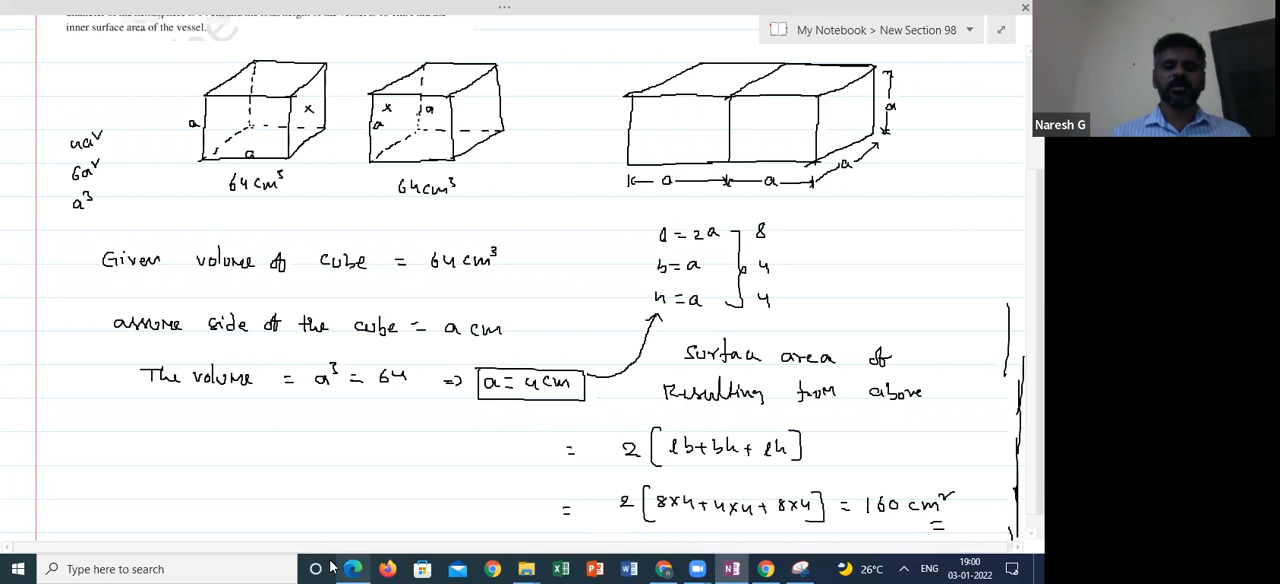 inner surface area of the vessel.
My Notebook > New Section 98
Naresh G
4a²
6a²
a³
a
a
x
64 cm³
x
a
a
64 cm³
a
a
a
a
Given volume of cube = 64 cm³
assume side of the cube = a cm
The volume = a³ = 64 => a = 4 cm
l = 2a 8
b = a 4
h = a 4
Surface area of
Resulting from above
= 2 [ lb + bh + lh ]
= 2 [ 8×4 + 4×4 + 8×4 ] = 160 cm²
Type here to search
26°C
ENG
19:00
03-01-2022